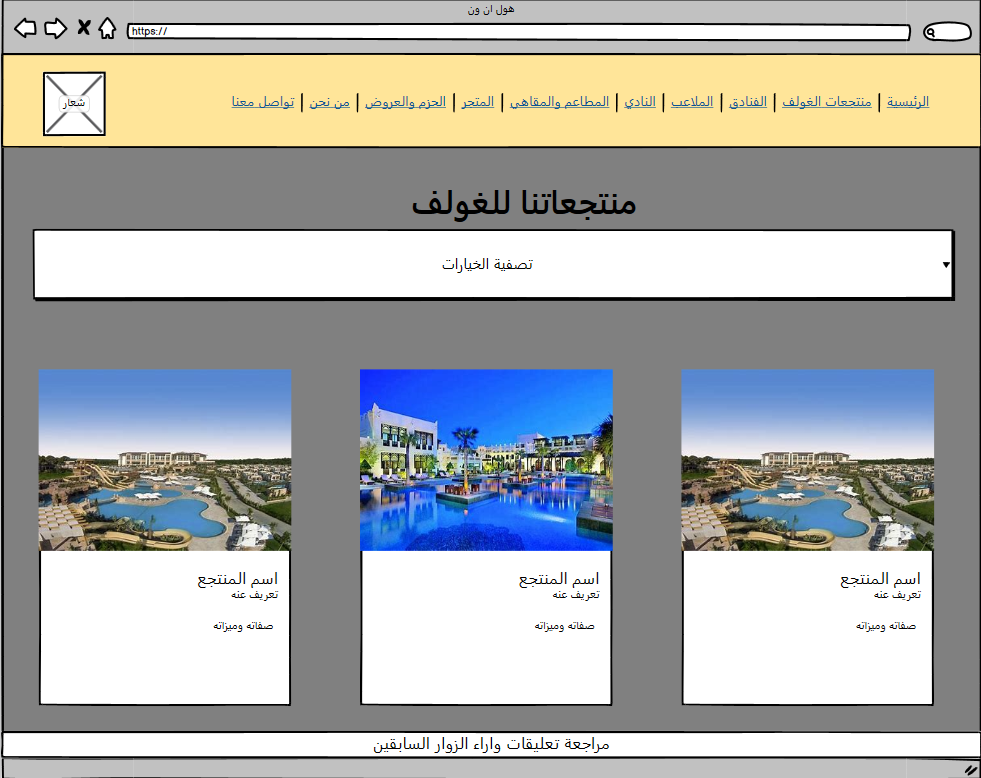 هول ان ون
https://
الرئيسية | منتجعات الغولف | الفنادق | الملاعب | النادي | المطاعم والمقاهي | المتجر | الحزم والعروض | من نحن | تواصل معنا
شعار
منتجعاتنا للغولف
تصفية الخيارات
اسم المنتجع
تعريف عنه
صفاته وميزاته
اسم المنتجع
تعريف عنه
صفاته وميزاته
اسم المنتجع
تعريف عنه
صفاته وميزاته
مراجعة تعليقات واراء الزوار السابقين